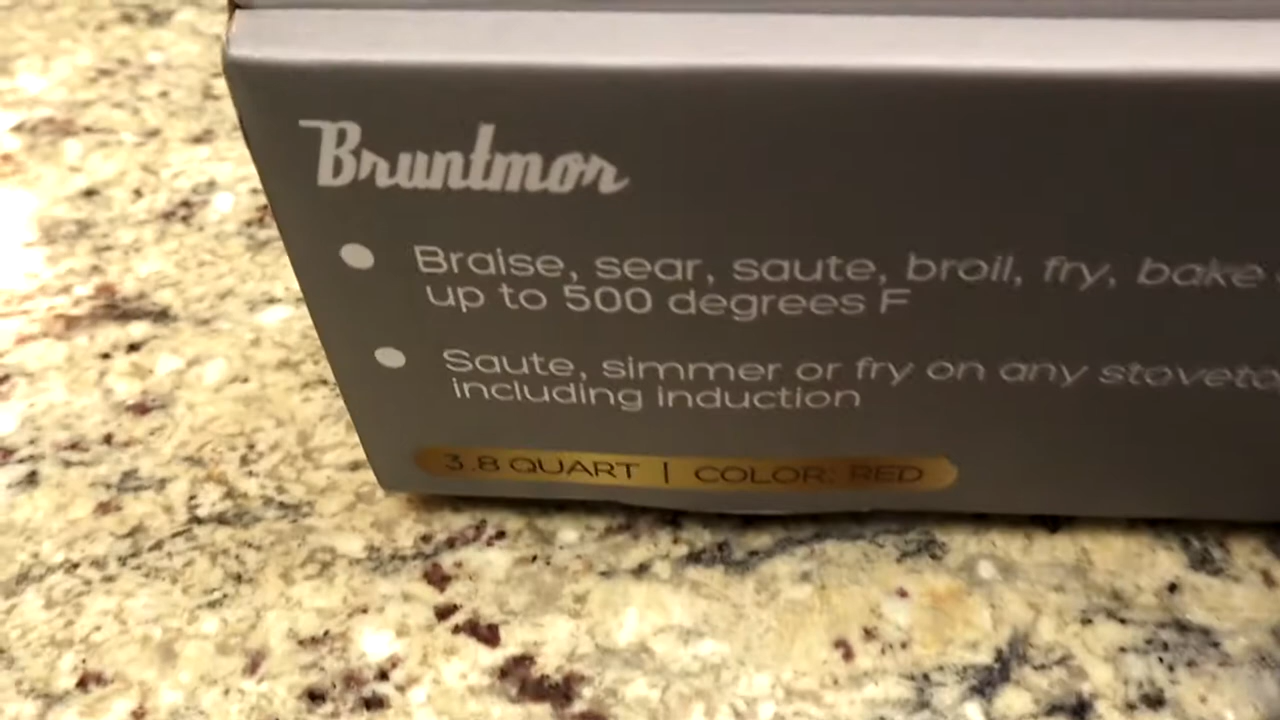 Bruntmor
Braise, sear, saute, broil, fry, bake
up to 500 degrees F
Saute, simmer or fry on any
including induction
3.8 QUART | COLOR: RED